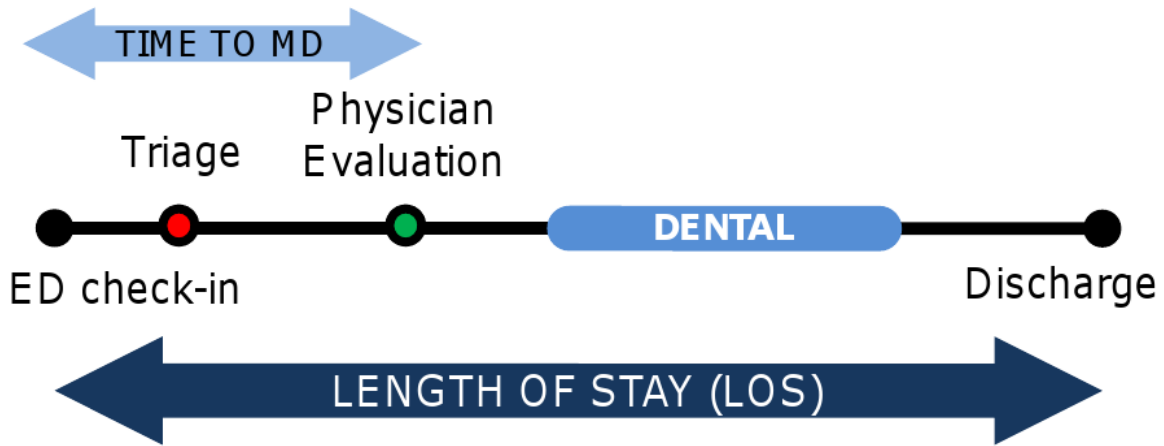 TIME TO MD
Physician
Evaluation
Triage
DENTAL
ED check-in
Discharge
LENGTH OF STAY (LOS)